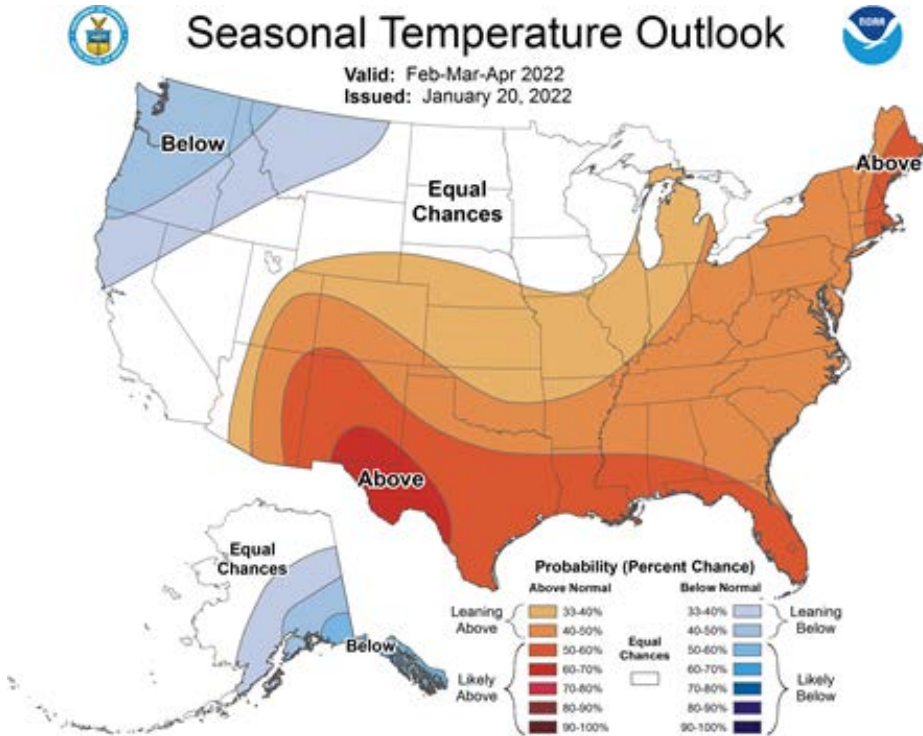 Seasonal Temperature Outlook
NOAA
Valid: Feb-Mar-Apr 2022
Issued: January 20, 2022
Below
Equal
Chances
Above
Above
Equal
Chances
Below
Probability (Percent Chance)
Above Normal
Below Normal
Leaning
Above
33-40%
40-50%
Likely
Above
50-60%
60-70%
70-80%
80-90%
90-100%
Equal
Chances
33-40%
40-50%
Leaning
Below
50-60%
60-70%
70-80%
80-90%
90-100%
Likely
Below